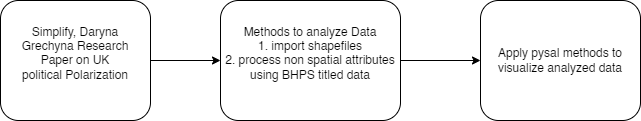 Simplify, Daryna
Grechyna Research
Paper on UK
political Polarization
Methods to analyze Data
1. import shapefiles
2. process non spatial attributes
using BHPS titled data
Apply pysal methods to
visualize analyzed data